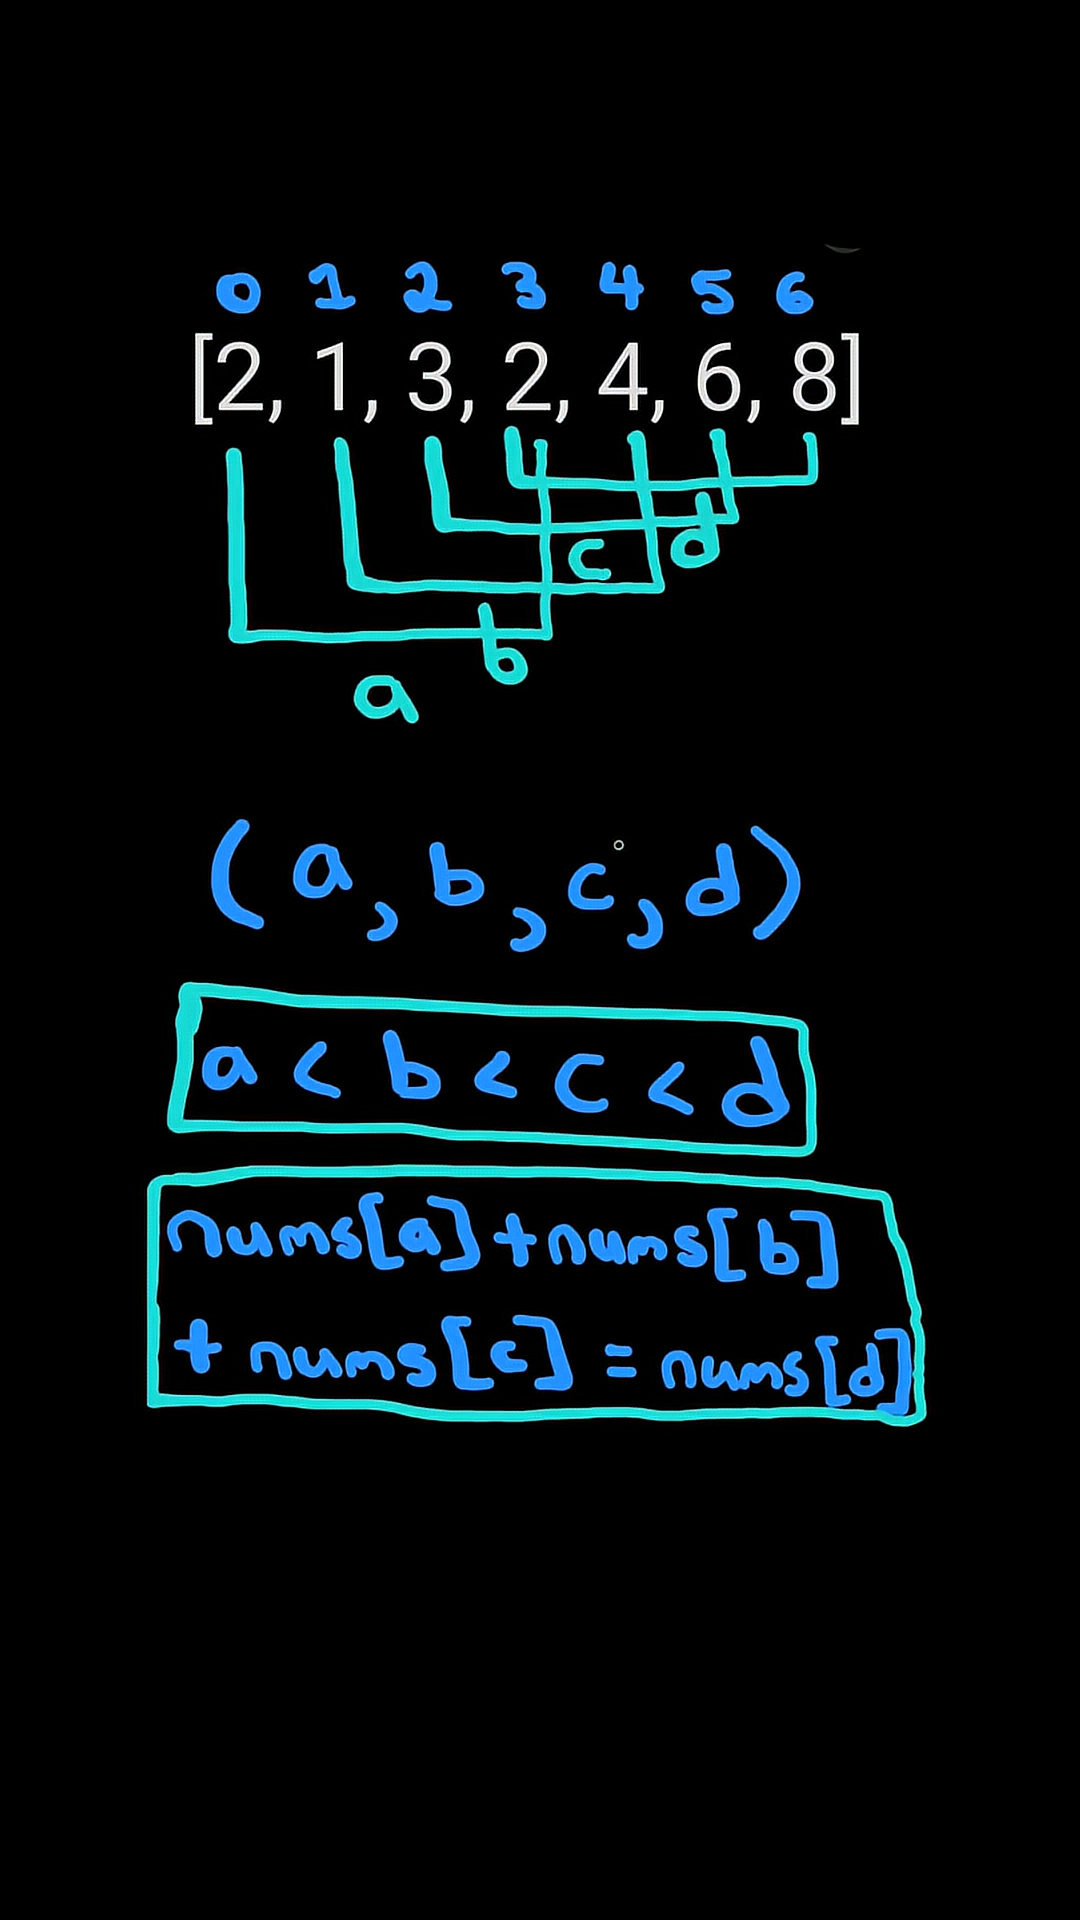 0 1 2 3 4 5 6
[2, 1, 3, 2, 4, 6, 8]
c d
b
a
(a, b, c, d)
a < b < c < d
nums[a] + nums[b]
+ nums[c] = nums[d]